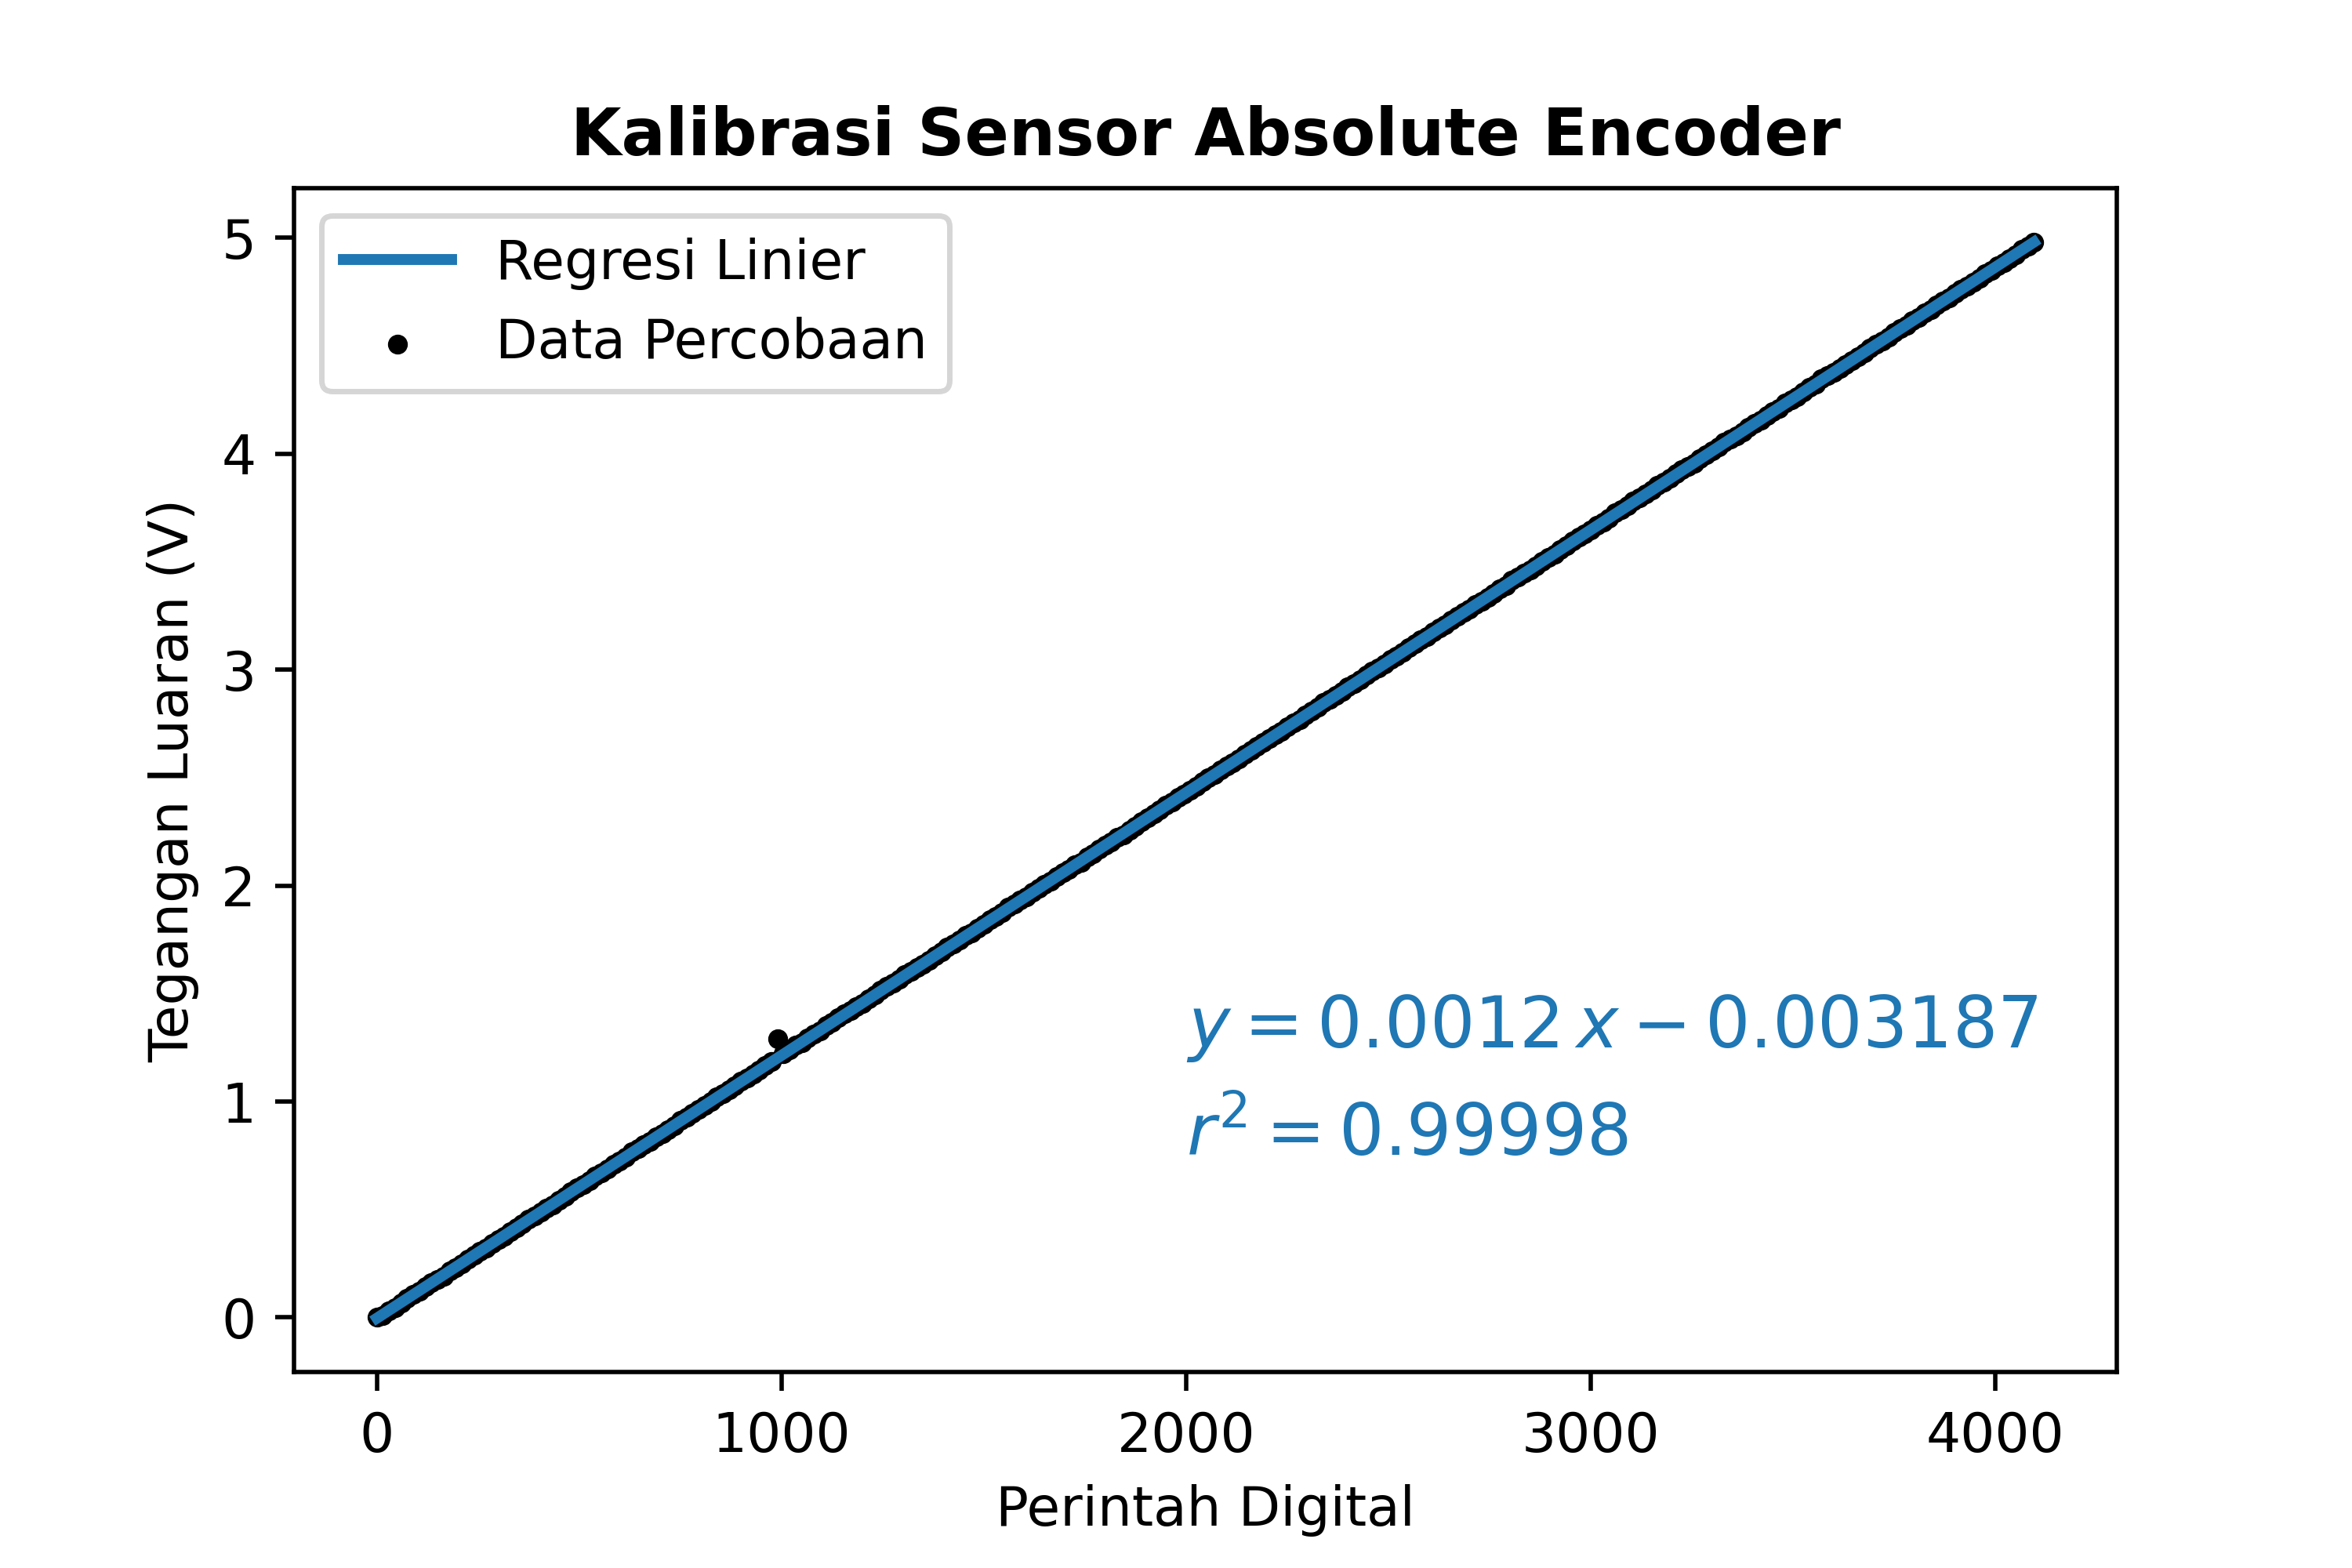 Kalibrasi Sensor Absolute Encoder
Regresi Linier
Data Percobaan
5
4
3
2
1
0
Tegangan Luaran (V)
y = 0.0012 x − 0.003187
r² = 0.99998
0 1000 2000 3000 4000
Perintah Digital